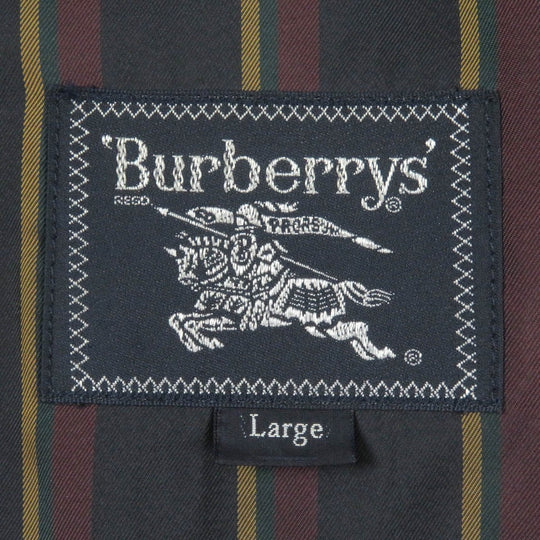 'Burberrys'
REGD. ®
PRORSUM
®
Large